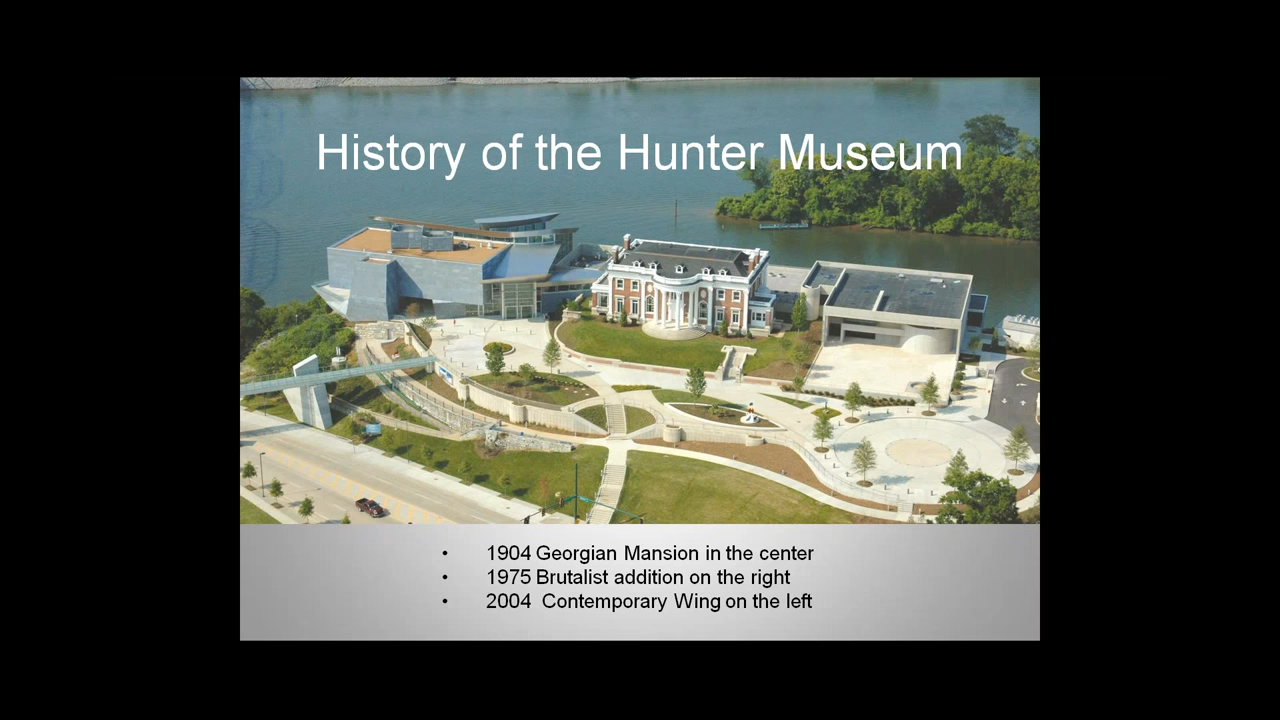 History of the Hunter Museum
• 1904 Georgian Mansion in the center
• 1975 Brutalist addition on the right
• 2004 Contemporary Wing on the left